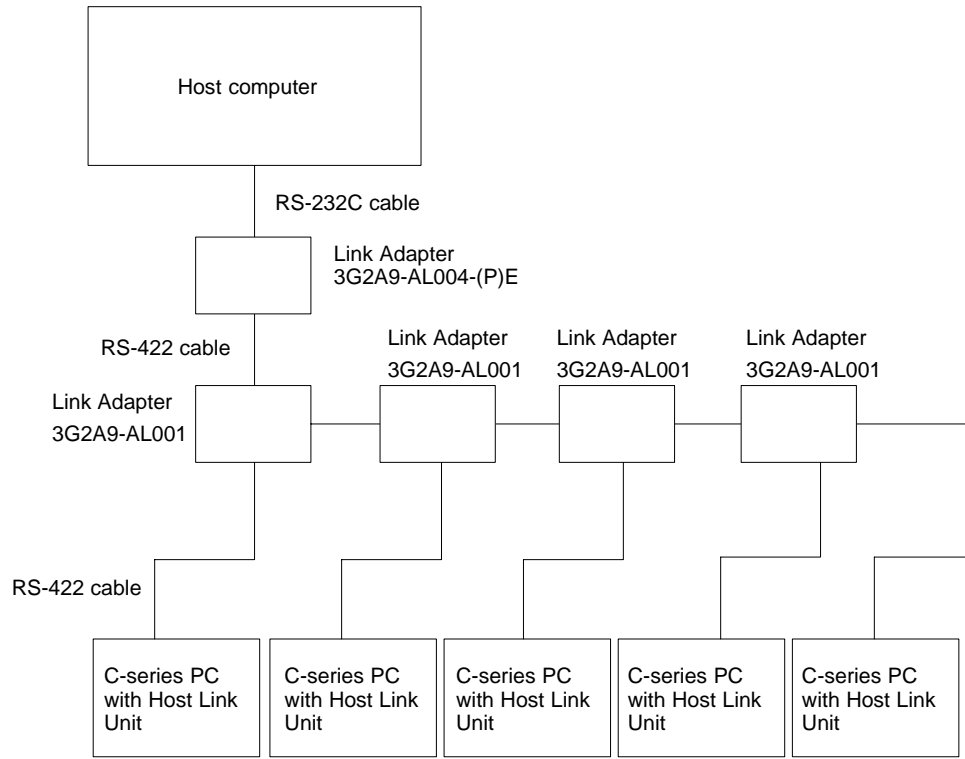 Host computer
RS-232C cable
Link Adapter
3G2A9-AL004-(P)E
RS-422 cable
Link Adapter
3G2A9-AL001
Link Adapter
3G2A9-AL001
Link Adapter
3G2A9-AL001
Link Adapter
3G2A9-AL001
RS-422 cable
C-series PC
with Host Link
Unit
C-series PC
with Host Link
Unit
C-series PC
with Host Link
Unit
C-series PC
with Host Link
Unit
C-series PC
with Host Link
Unit